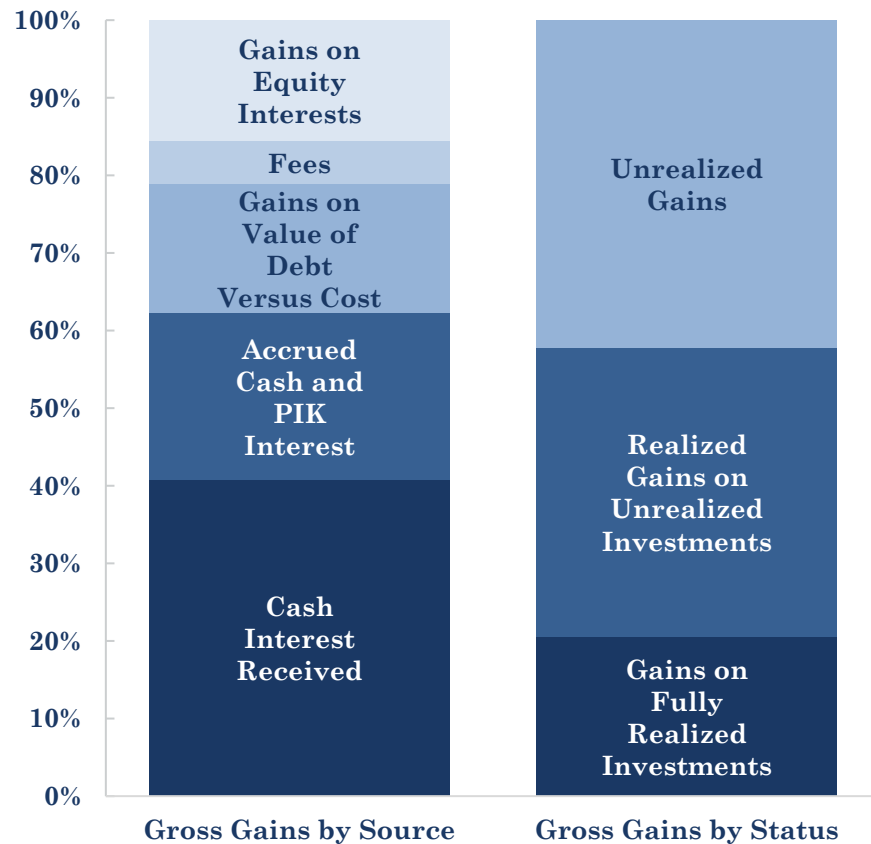 100%
90%
80%
70%
60%
50%
40%
30%
20%
10%
0%
Gains on
Equity
Interests
Fees
Gains on
Value of
Debt
Versus Cost
Accrued
Cash and
PIK
Interest
Cash
Interest
Received
Gross Gains by Source
Unrealized
Gains
Realized
Gains on
Unrealized
Investments
Gains on
Fully
Realized
Investments
Gross Gains by Status